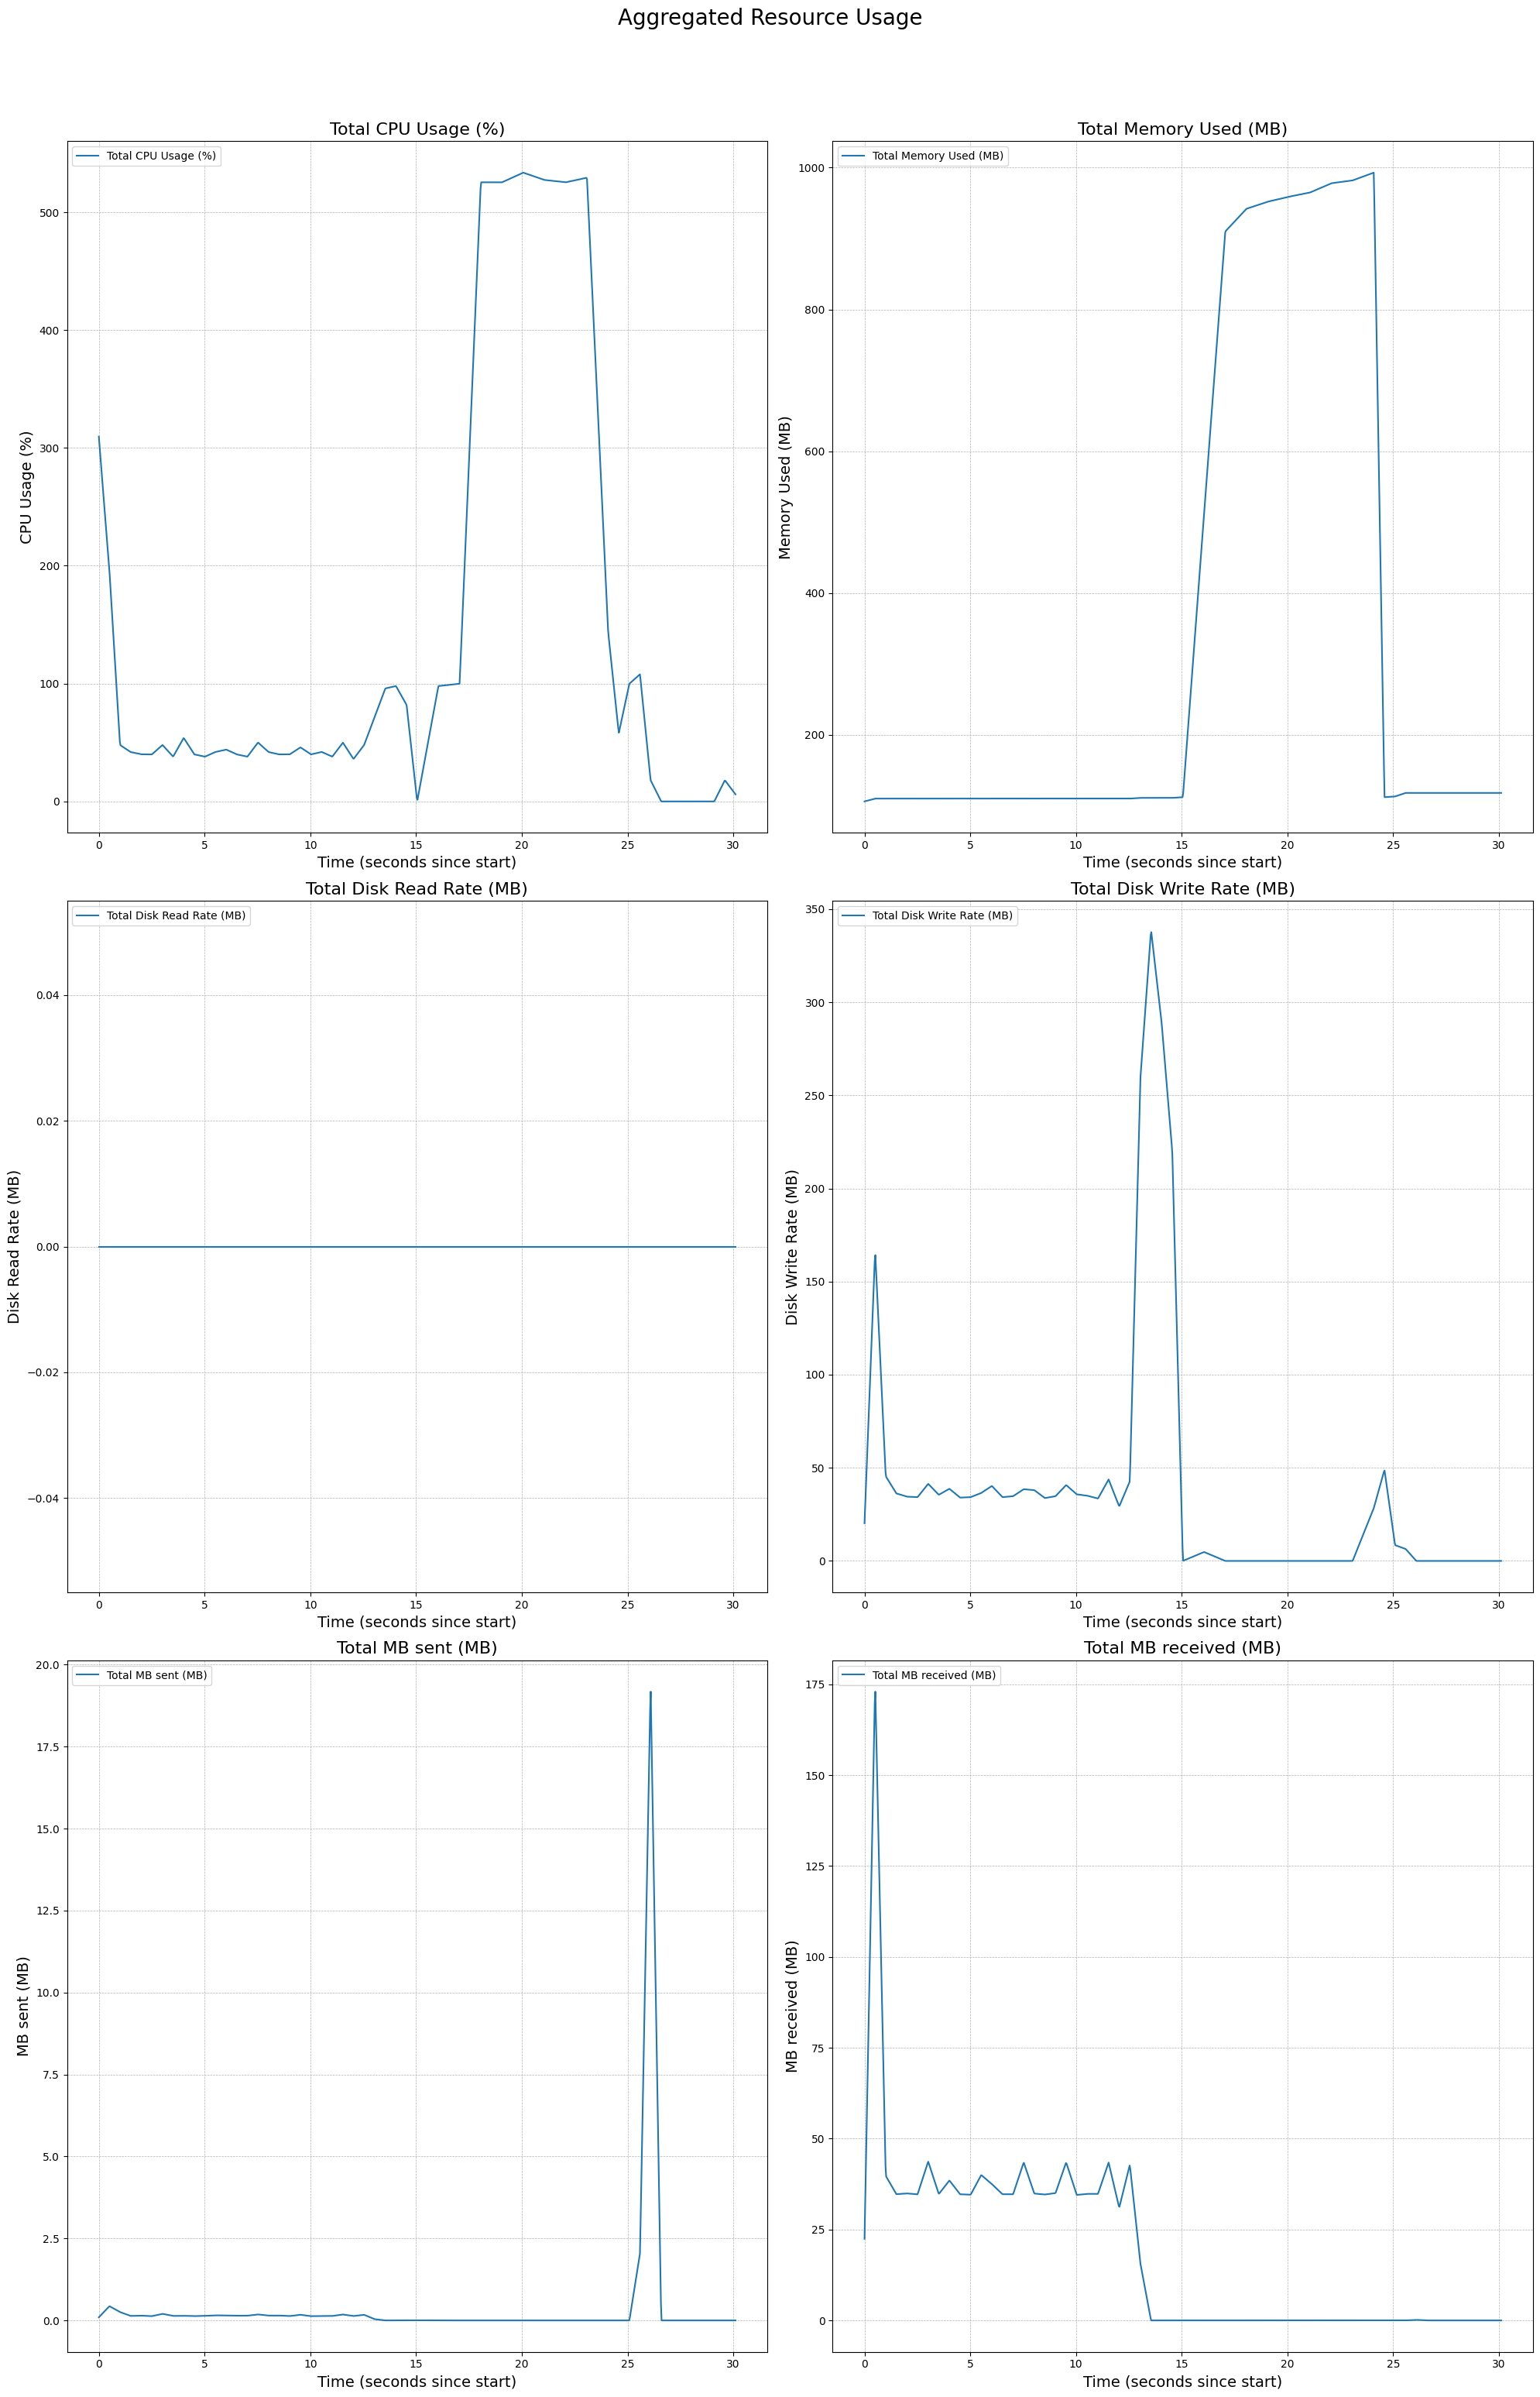 Aggregated Resource Usage
Total CPU Usage (%)
Total CPU Usage (%)
CPU Usage (%)
500
400
300
200
100
0
0 5 10 15 20 25 30
Time (seconds since start)
Total Memory Used (MB)
Total Memory Used (MB)
Memory Used (MB)
1000
800
600
400
200
0 5 10 15 20 25 30
Time (seconds since start)
Total Disk Read Rate (MB)
Total Disk Read Rate (MB)
Disk Read Rate (MB)
0.04
0.02
0.00
−0.02
−0.04
0 5 10 15 20 25 30
Time (seconds since start)
Total Disk Write Rate (MB)
Total Disk Write Rate (MB)
Disk Write Rate (MB)
350
300
250
200
150
100
50
0
0 5 10 15 20 25 30
Time (seconds since start)
Total MB sent (MB)
Total MB sent (MB)
MB sent (MB)
20.0
17.5
15.0
12.5
10.0
7.5
5.0
2.5
0.0
0 5 10 15 20 25 30
Time (seconds since start)
Total MB received (MB)
Total MB received (MB)
MB received (MB)
175
150
125
100
75
50
25
0
0 5 10 15 20 25 30
Time (seconds since start)